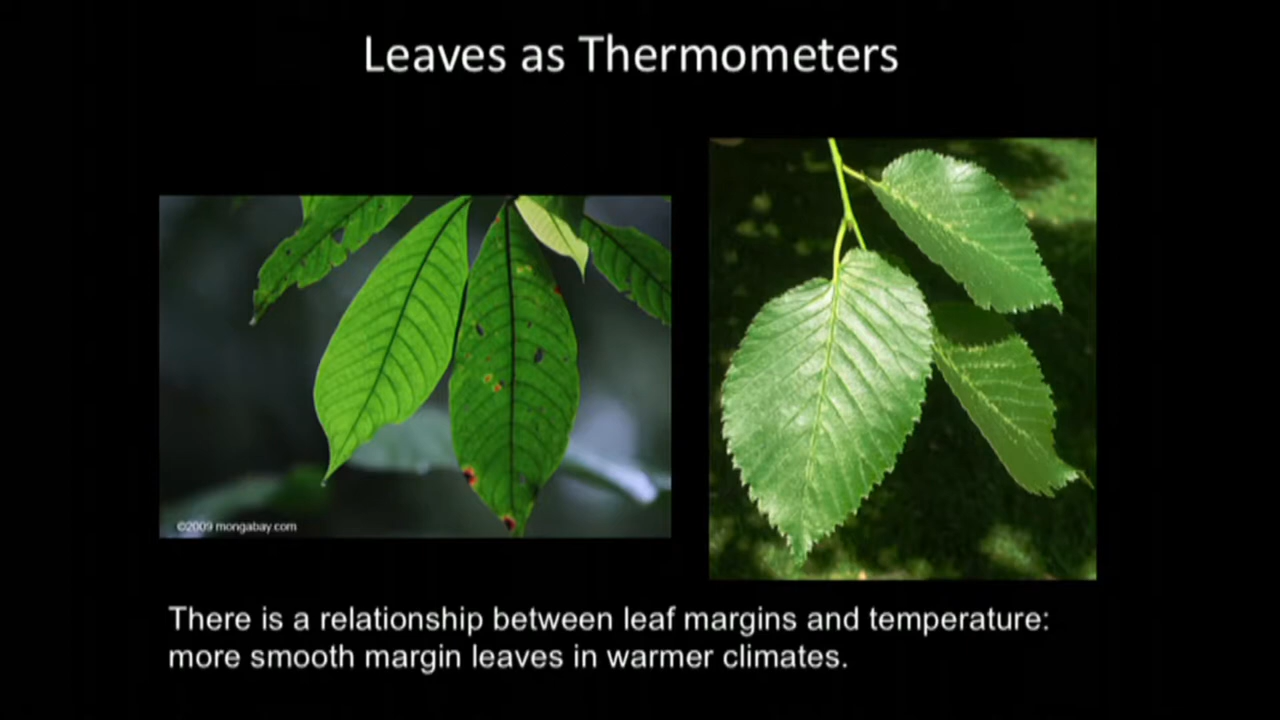 Leaves as Thermometers
©2009 mongabay.com
There is a relationship between leaf margins and temperature:
more smooth margin leaves in warmer climates.